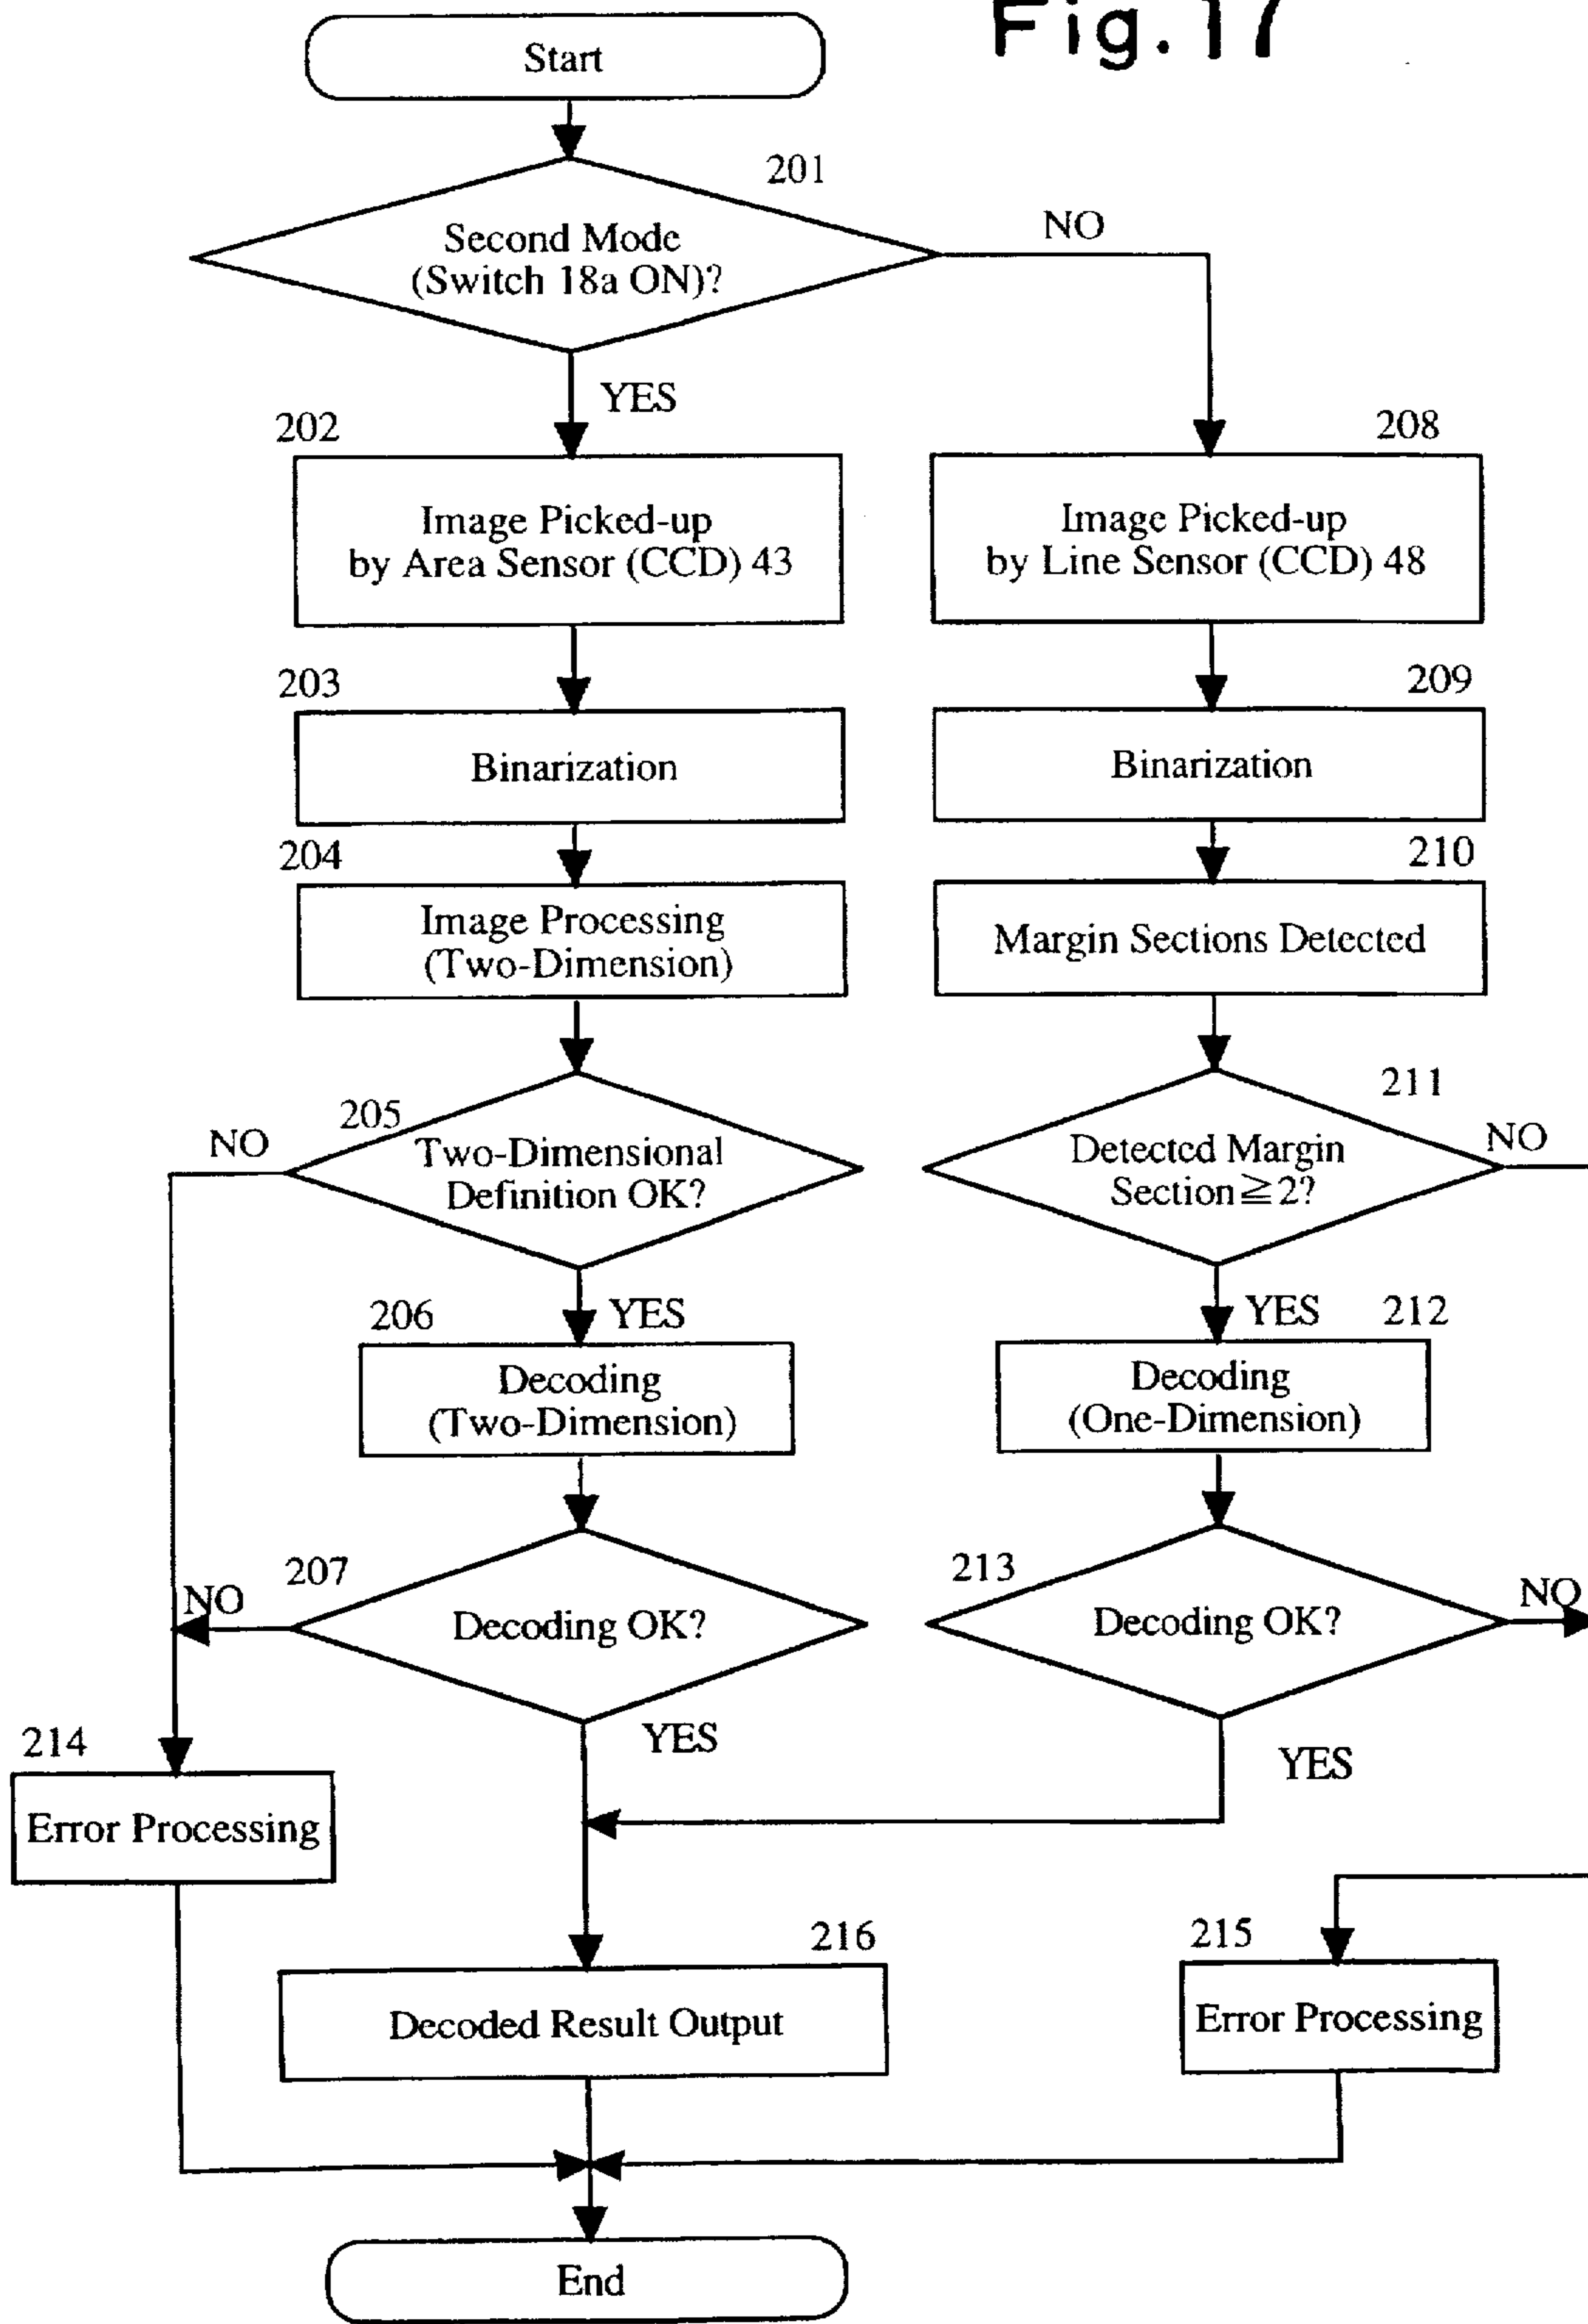 Fig.17
Start
201
Second Mode
(Switch 18a ON)?
NO
YES
202
Image Picked-up
by Area Sensor (CCD) 43
208
Image Picked-up
by Line Sensor (CCD) 48
203
Binarization
209
Binarization
204
Image Processing
(Two-Dimension)
210
Margin Sections Detected
205
NO
Two-Dimensional
Definition OK?
211
Detected Margin
Section≧2?
NO
YES
206
Decoding
(Two-Dimension)
YES
212
Decoding
(One-Dimension)
207
NO
Decoding OK?
213
Decoding OK?
NO
YES
YES
214
Error Processing
216
Decoded Result Output
215
Error Processing
End